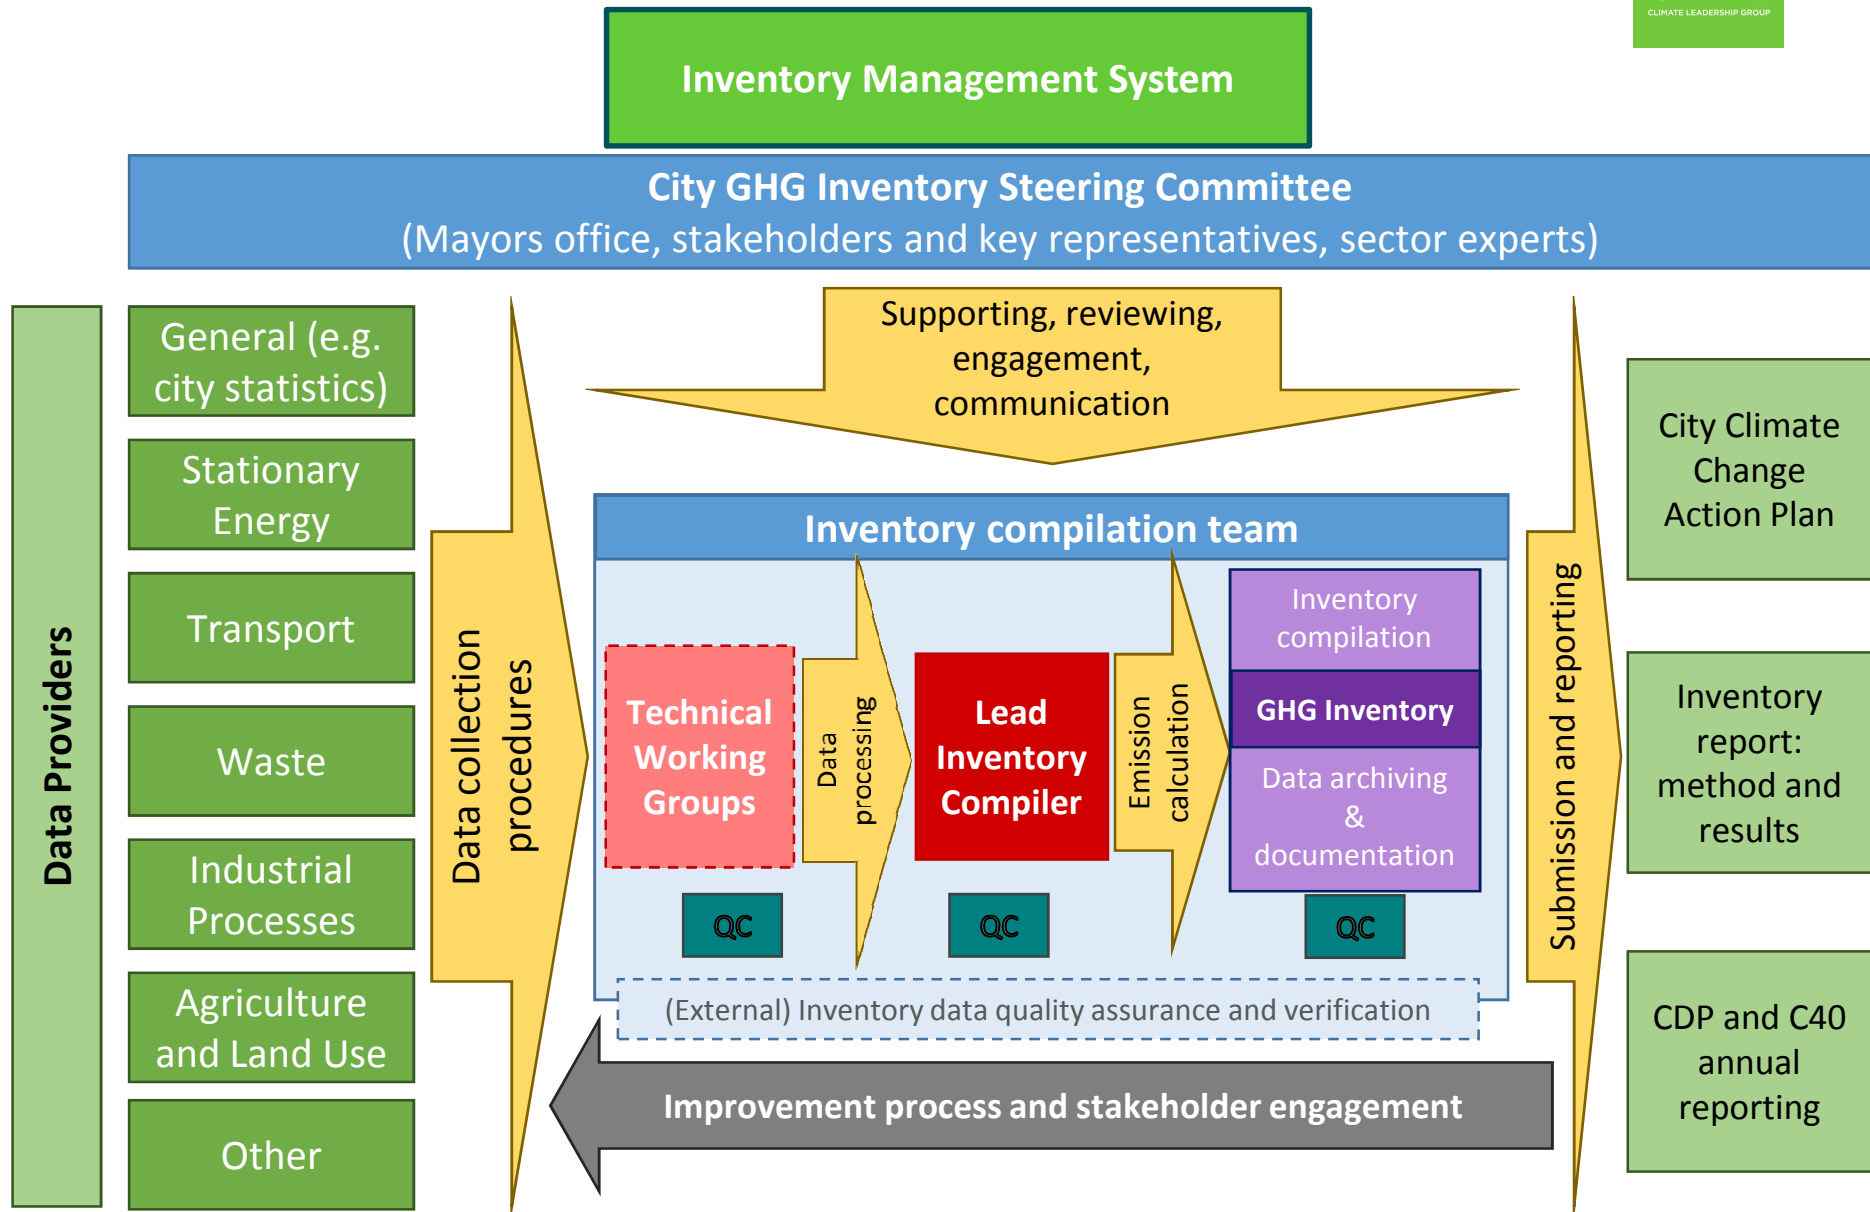 CLIMATE LEADERSHIP GROUP
Inventory Management System
City GHG Inventory Steering Committee
(Mayors office, stakeholders and key representatives, sector experts)
Data Providers
General (e.g.
city statistics)
Stationary
Energy
Transport
Waste
Industrial
Processes
Agriculture
and Land Use
Other
Data collection
procedures
Supporting, reviewing,
engagement,
communication
Inventory compilation team
Technical
Working
Groups
Data
processing
Lead
Inventory
Compiler
Emission
calculation
Inventory
compilation
GHG Inventory
Data archiving
&
documentation
QC
QC
QC
(External) Inventory data quality assurance and verification
Improvement process and stakeholder engagement
Submission and reporting
City Climate
Change
Action Plan
Inventory
report:
method and
results
CDP and C40
annual
reporting